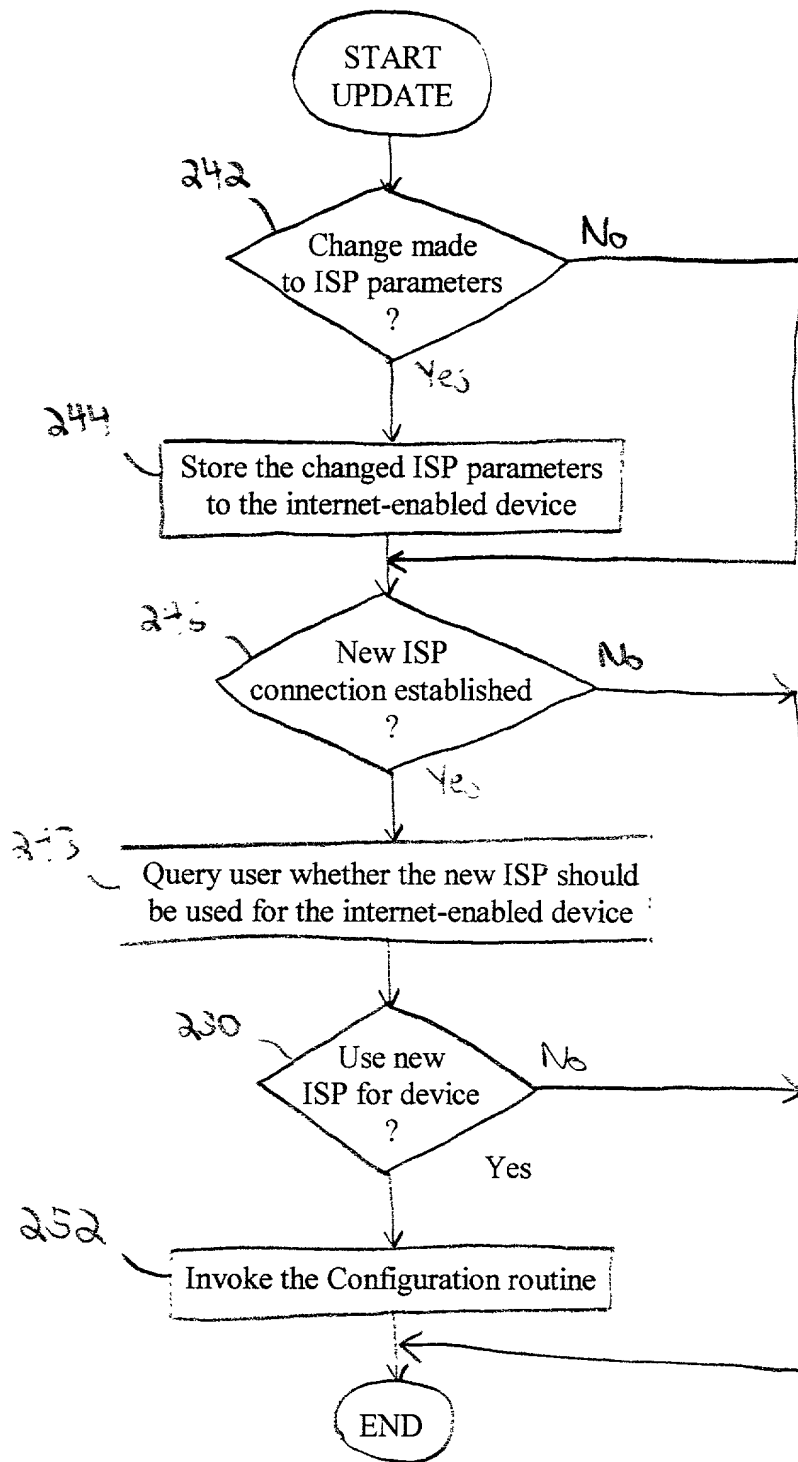 START
UPDATE
242
Change made
to ISP parameters
?
No
Yes
244
Store the changed ISP parameters
to the internet-enabled device
New ISP
connection established
?
No
Yes
Query user whether the new ISP should
be used for the internet-enabled device
Use new
ISP for device
?
No
Yes
252
Invoke the Configuration routine
END